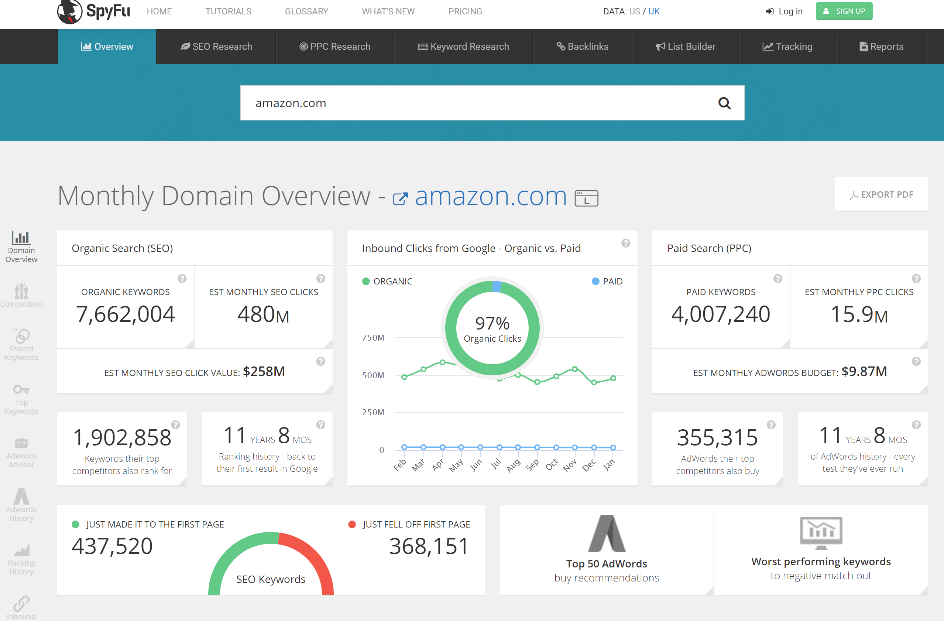 SpyFu HOME TUTORIALS GLOSSARY WHAT'S NEW PRICING DATA: US / UK Log in SIGN UP
Overview SEO Research PPC Research Keyword Research Backlinks List Builder Tracking Reports
amazon.com
Monthly Domain Overview - amazon.com
EXPORT PDF
Domain
Overview
Competition
Shared
Keywords
Top
Keywords
Adwords
Advisor
Adwords
History
Ranking
History
Inbound
Organic Search (SEO)
ORGANIC KEYWORDS
7,662,004
EST MONTHLY SEO CLICKS
480M
EST MONTHLY SEO CLICK VALUE: $258M
1,902,858
Keywords their top
competitors also rank for
11 YEARS 8 MOS
Ranking history - back to
their first result in Google
Inbound Clicks from Google - Organic vs. Paid
ORGANIC
PAID
97%
Organic Clicks
750M
500M
250M
0
Feb Mar Apr May Jun Jul Aug Sep Oct Nov Dec Jan
Paid Search (PPC)
PAID KEYWORDS
4,007,240
EST MONTHLY PPC CLICKS
15.9M
EST MONTHLY ADWORDS BUDGET: $9.87M
355,315
AdWords their top
competitors also buy
11 YEARS 8 MOS
of AdWords history - every
test they've ever run
JUST MADE IT TO THE FIRST PAGE
437,520
JUST FELL OFF FIRST PAGE
368,151
SEO Keywords
Top 50 AdWords
buy recommendations
Worst performing keywords
to negative match out